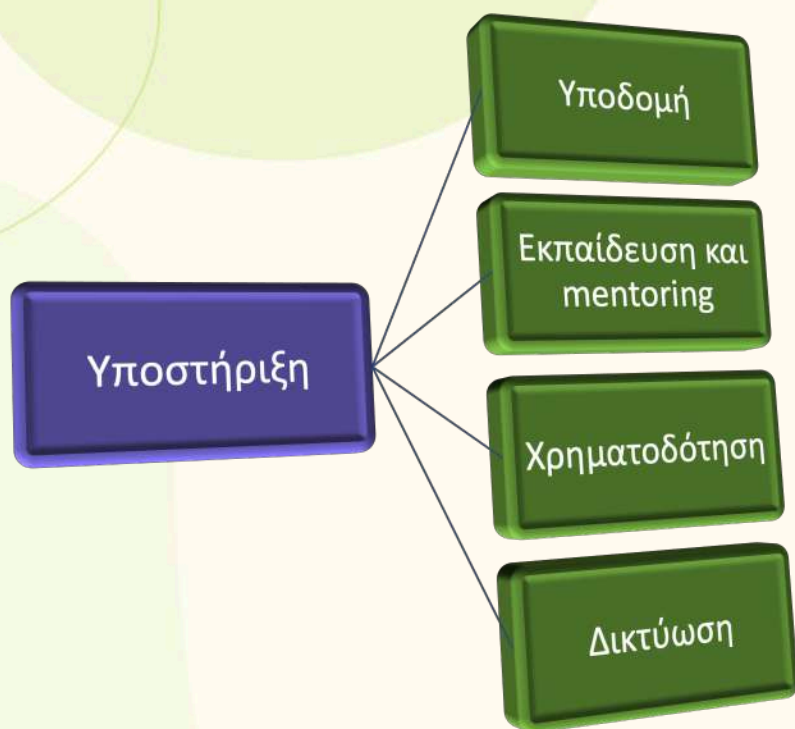 Υποστήριξη
Υποδομή
Εκπαίδευση και
mentoring
Χρηματοδότηση
Δικτύωση